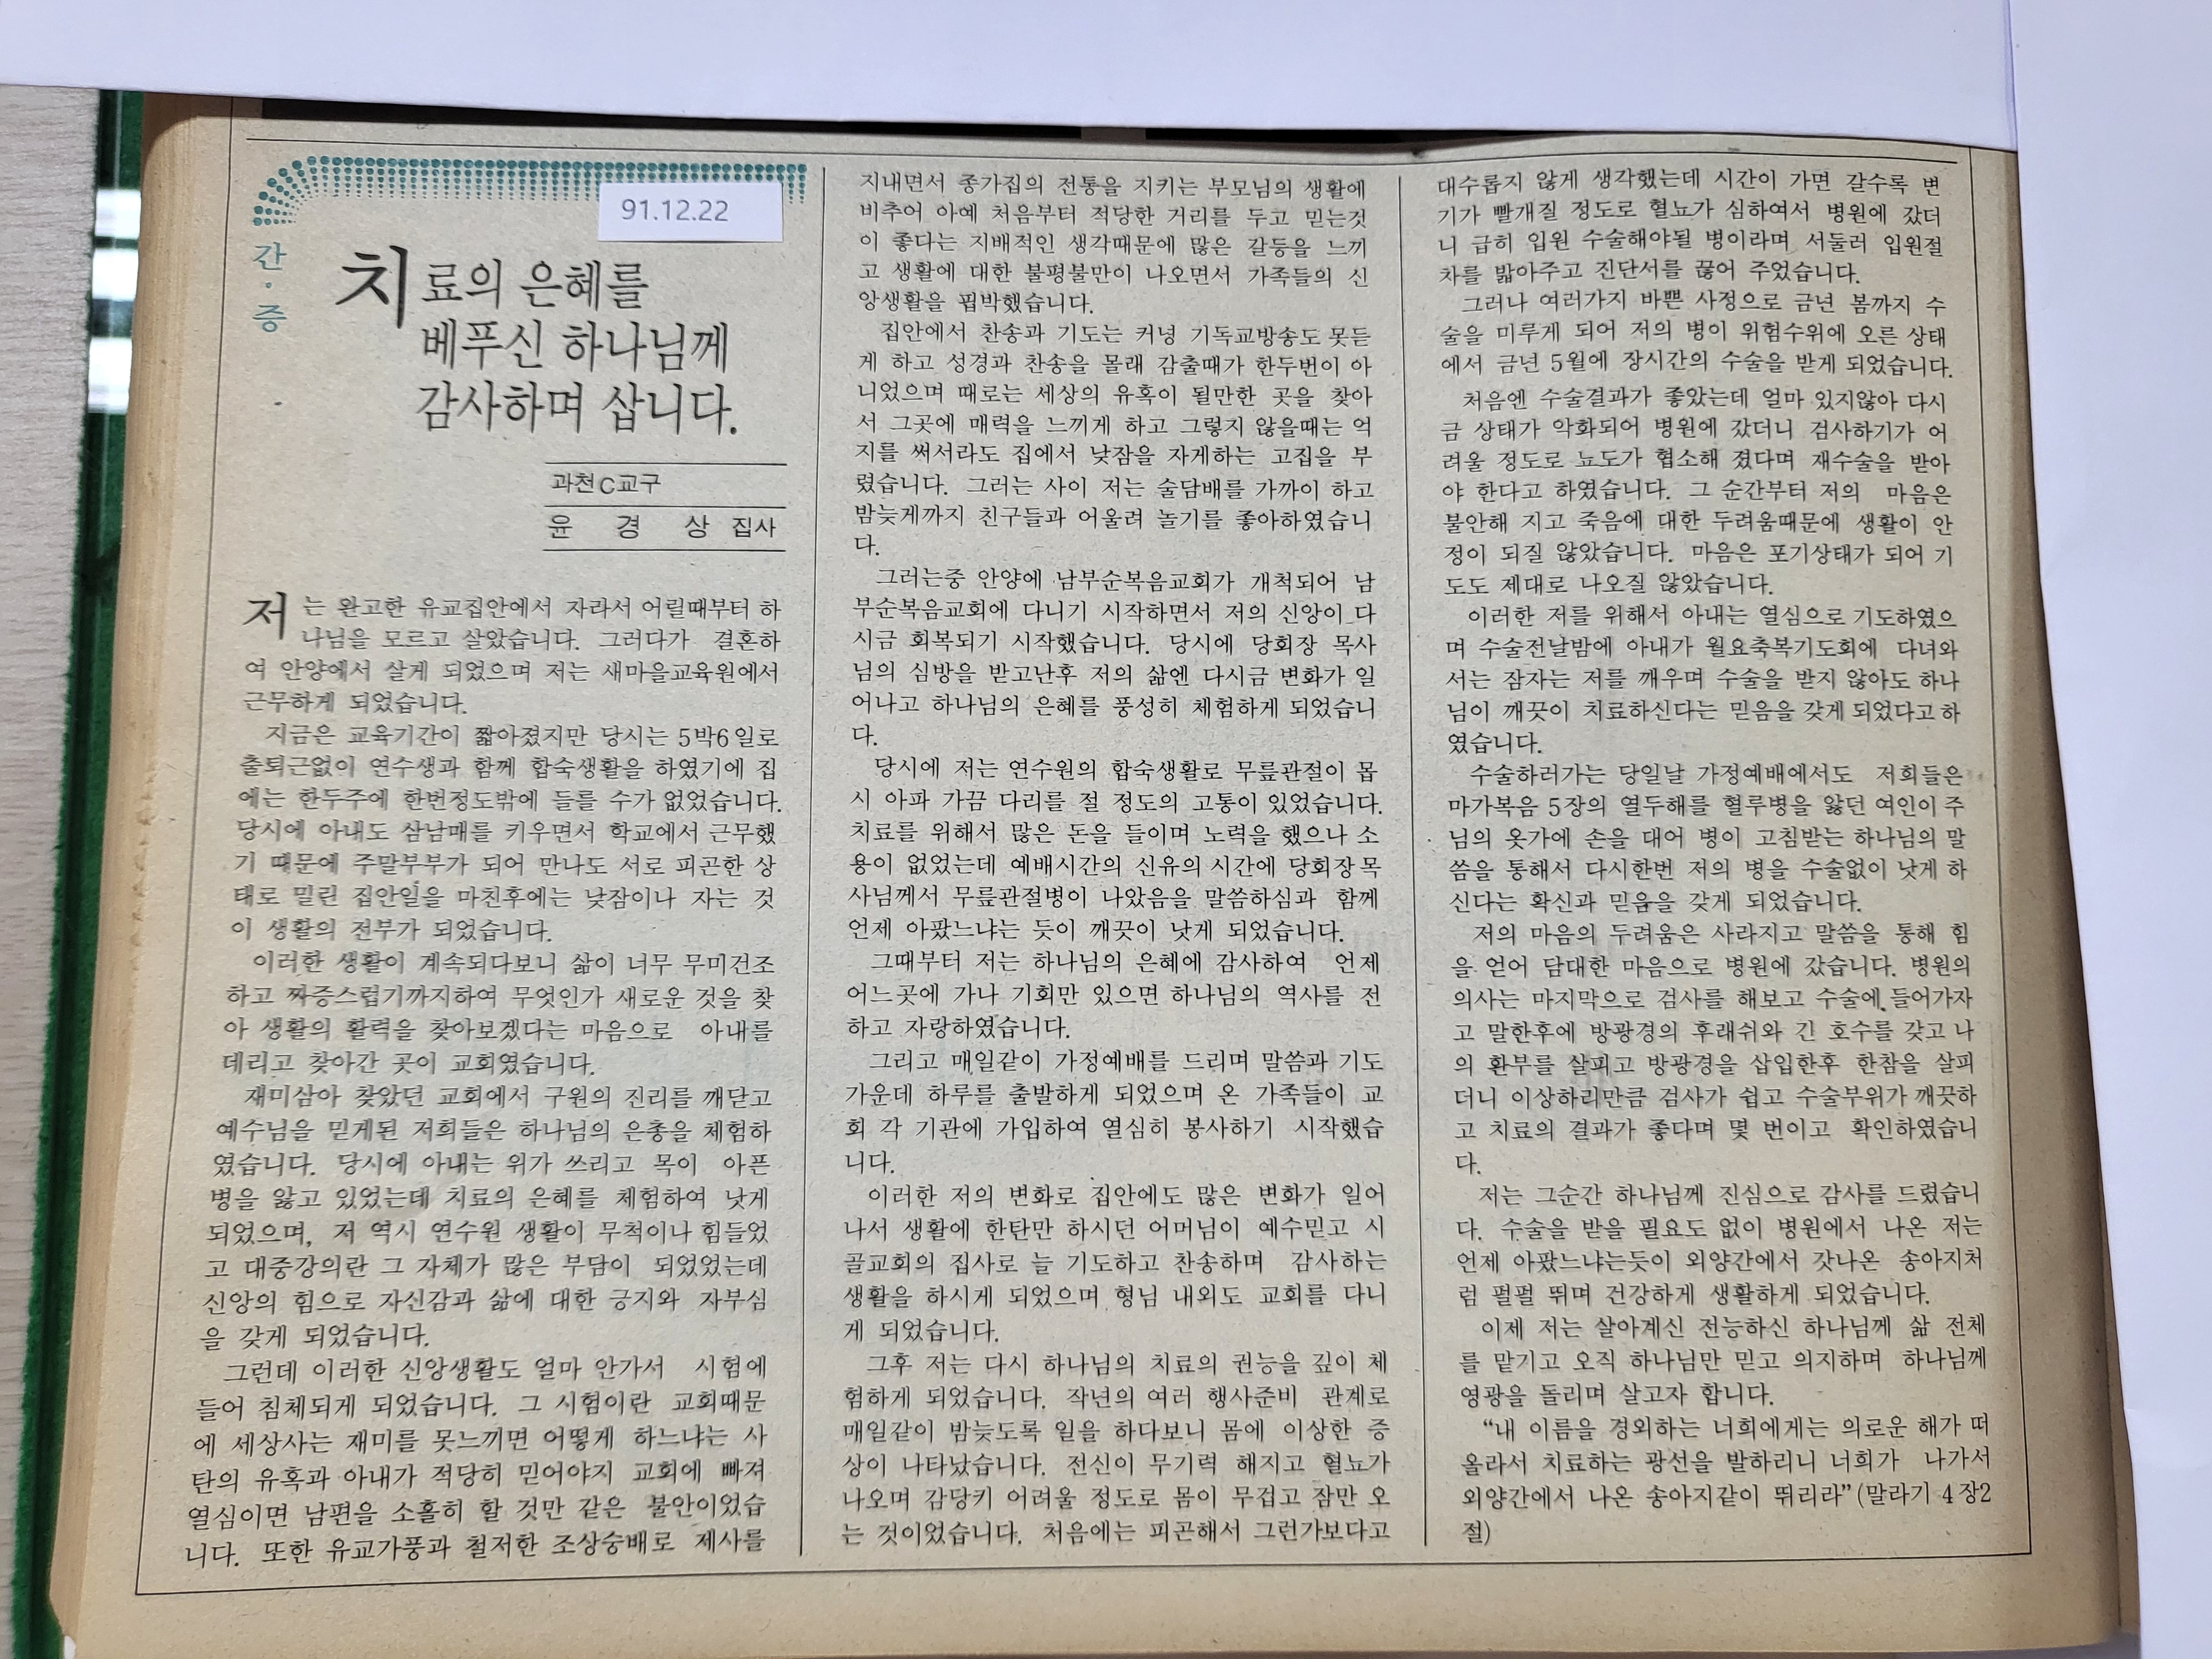 91.12.22
간·증
치료의 은혜를
베푸신 하나님께
감사하며 삽니다.
과천C교구
윤 경 상 집사
저는 완고한 유교집안에서 자라서 어릴때부터 하
나님을 모르고 살았습니다. 그러다가 결혼하
여 안양에서 살게 되었으며 저는 새마을교육원에서
근무하게 되었습니다.
지금은 교육기간이 짧아졌지만 당시는 5박6일로
출퇴근없이 연수생과 함께 합숙생활을 하였기에 집
에는 한두주에 한번정도밖에 들를 수가 없었습니다.
당시에 아내도 삼남매를 키우면서 학교에서 근무했
기 때문에 주말부부가 되어 만나도 서로 피곤한 상
태로 밀린 집안일을 마친후에는 낮잠이나 자는 것
이 생활의 전부가 되었습니다.
이러한 생활이 계속되다보니 삶이 너무 무미건조
하고 짜증스럽기까지하여 무엇인가 새로운 것을 찾
아 생활의 활력을 찾아보겠다는 마음으로 아내를
데리고 찾아간 곳이 교회였습니다.
재미삼아 찾았던 교회에서 구원의 진리를 깨닫고
예수님을 믿게된 저희들은 하나님의 은총을 체험하
였습니다. 당시에 아내는 위가 쓰리고 목이 아픈
병을 앓고 있었는데 치료의 은혜를 체험하여 낫게
되었으며, 저 역시 연수원 생활이 무척이나 힘들었
고 대중강의란 그 자체가 많은 부담이 되었었는데
신앙의 힘으로 자신감과 삶에 대한 긍지와 자부심
을 갖게 되었습니다.
그런데 이러한 신앙생활도 얼마 안가서 시험에
들어 침체되게 되었습니다. 그 시험이란 교회때문
에 세상사는 재미를 못느끼면 어떻게 하느냐는 사
탄의 유혹과 아내가 적당히 믿어야지 교회에 빠져
열심이면 남편을 소홀히 할 것만 같은 불안이었습
니다. 또한 유교가풍과 철저한 조상숭배로 제사를
지내면서 종가집의 전통을 지키는 부모님의 생활에
비추어 아예 처음부터 적당한 거리를 두고 믿는것
이 좋다는 지배적인 생각때문에 많은 갈등을 느끼
고 생활에 대한 불평불만이 나오면서 가족들의 신
앙생활을 핍박했습니다.
집안에서 찬송과 기도는 커녕 기독교방송도 못듣
게 하고 성경과 찬송을 몰래 감출때가 한두번이 아
니었으며 때로는 세상의 유혹이 될만한 곳을 찾아
서 그곳에 매력을 느끼게 하고 그렇지 않을때는 억
지를 써서라도 집에서 낮잠을 자게하는 고집을 부
렸습니다. 그러는 사이 저는 술담배를 가까이 하고
밤늦게까지 친구들과 어울려 놀기를 좋아하였습니
다.
그러는중 안양에 남부순복음교회가 개척되어 남
부순복음교회에 다니기 시작하면서 저의 신앙이 다
시금 회복되기 시작했습니다. 당시에 당회장 목사
님의 심방을 받고난후 저의 삶엔 다시금 변화가 일
어나고 하나님의 은혜를 풍성히 체험하게 되었습니
다.
당시에 저는 연수원의 합숙생활로 무릎관절이 몹
시 아파 가끔 다리를 절 정도의 고통이 있었습니다.
치료를 위해서 많은 돈을 들이며 노력을 했으나 소
용이 없었는데 예배시간의 신유의 시간에 당회장목
사님께서 무릎관절병이 나았음을 말씀하심과 함께
언제 아팠느냐는 듯이 깨끗이 낫게 되었습니다.
그때부터 저는 하나님의 은혜에 감사하여 언제
어느곳에 가나 기회만 있으면 하나님의 역사를 전
하고 자랑하였습니다.
그리고 매일같이 가정예배를 드리며 말씀과 기도
가운데 하루를 출발하게 되었으며 온 가족들이 교
회 각 기관에 가입하여 열심히 봉사하기 시작했습
니다.
이러한 저의 변화로 집안에도 많은 변화가 일어
나서 생활에 한탄만 하시던 어머님이 예수믿고 시
골교회의 집사로 늘 기도하고 찬송하며 감사하는
생활을 하시게 되었으며 형님 내외도 교회를 다니
게 되었습니다.
그후 저는 다시 하나님의 치료의 권능을 깊이 체
험하게 되었습니다. 작년의 여러 행사준비 관계로
매일같이 밤늦도록 일을 하다보니 몸에 이상한 증
상이 나타났습니다. 전신이 무기력 해지고 혈뇨가
나오며 감당키 어려울 정도로 몸이 무겁고 잠만 오
는 것이었습니다. 처음에는 피곤해서 그런가보다고
대수롭지 않게 생각했는데 시간이 가면 갈수록 변
기가 빨개질 정도로 혈뇨가 심하여서 병원에 갔더
니 급히 입원 수술해야될 병이라며 서둘러 입원절
차를 밟아주고 진단서를 끊어 주었습니다.
그러나 여러가지 바쁜 사정으로 금년 봄까지 수
술을 미루게 되어 저의 병이 위험수위에 오른 상태
에서 금년 5월에 장시간의 수술을 받게 되었습니다.
처음엔 수술결과가 좋았는데 얼마 있지않아 다시
금 상태가 악화되어 병원에 갔더니 검사하기가 어
려울 정도로 뇨도가 협소해 졌다며 재수술을 받아
야 한다고 하였습니다. 그 순간부터 저의 마음은
불안해 지고 죽음에 대한 두려움때문에 생활이 안
정이 되질 않았습니다. 마음은 포기상태가 되어 기
도도 제대로 나오질 않았습니다.
이러한 저를 위해서 아내는 열심으로 기도하였으
며 수술전날밤에 아내가 월요축복기도회에 다녀와
서는 잠자는 저를 깨우며 수술을 받지 않아도 하나
님이 깨끗이 치료하신다는 믿음을 갖게 되었다고 하
였습니다.
수술하러가는 당일날 가정예배에서도 저희들은
마가복음 5장의 열두해를 혈루병을 앓던 여인이 주
님의 옷가에 손을 대어 병이 고침받는 하나님의 말
씀을 통해서 다시한번 저의 병을 수술없이 낫게 하
신다는 확신과 믿음을 갖게 되었습니다.
저의 마음의 두려움은 사라지고 말씀을 통해 힘
을 얻어 담대한 마음으로 병원에 갔습니다. 병원의
의사는 마지막으로 검사를 해보고 수술에 들어가자
고 말한후에 방광경의 후래쉬와 긴 호수를 갖고 나
의 환부를 살피고 방광경을 삽입한후 한참을 살피
더니 이상하리만큼 검사가 쉽고 수술부위가 깨끗하
고 치료의 결과가 좋다며 몇 번이고 확인하였습니
다.
저는 그순간 하나님께 진심으로 감사를 드렸습니
다. 수술을 받을 필요도 없이 병원에서 나온 저는
언제 아팠느냐는듯이 외양간에서 갓나온 송아지처
럼 펄펄 뛰며 건강하게 생활하게 되었습니다.
이제 저는 살아계신 전능하신 하나님께 삶 전체
를 맡기고 오직 하나님만 믿고 의지하며 하나님께
영광을 돌리며 살고자 합니다.
“내 이름을 경외하는 너희에게는 의로운 해가 떠
올라서 치료하는 광선을 발하리니 너희가 나가서
외양간에서 나온 송아지같이 뛰리라”(말라기 4장2
절)